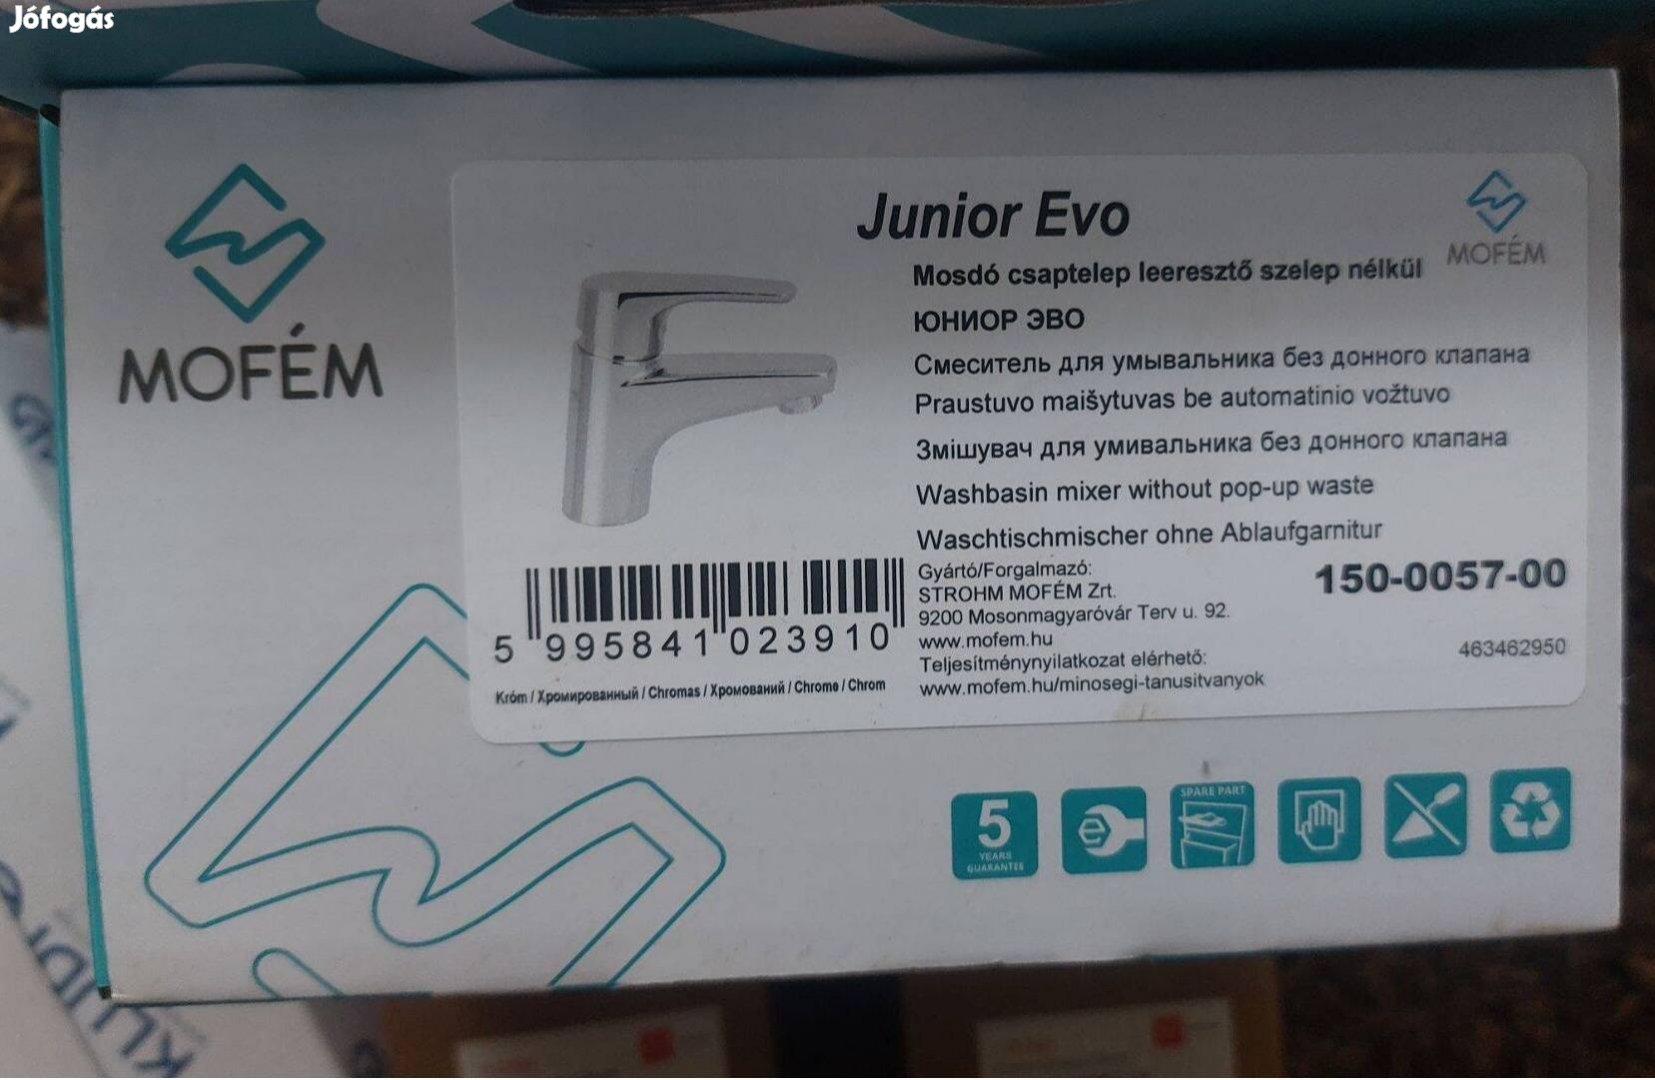 Jófogás
MOFÉM
Junior Evo
MOFÉM
Mosdó csaptelep leeresztő szelep nélkül
ЮНИОР ЭВО
Смеситель для умывальника без донного клапана
Praustuvo maišytuvas be automatinio vožtuvo
Змішувач для умивальника без донного клапана
Washbasin mixer without pop-up waste
Waschtischmischer ohne Ablaufgarnitur
Gyártó/Forgalmazó:
STROHM MOFÉM Zrt.
9200 Mosonmagyaróvár Terv u. 92.
www.mofem.hu
Teljesítménynyilatkozat elérhető:
www.mofem.hu/minosegi-tanusitvanyok
150-0057-00
463462950
5 995841 023910
Króm / Хромированный / Chromas / Хромований / Chrome / Chrom
5
YEARS
GUARANTEE
SPARE PART
KLUDI